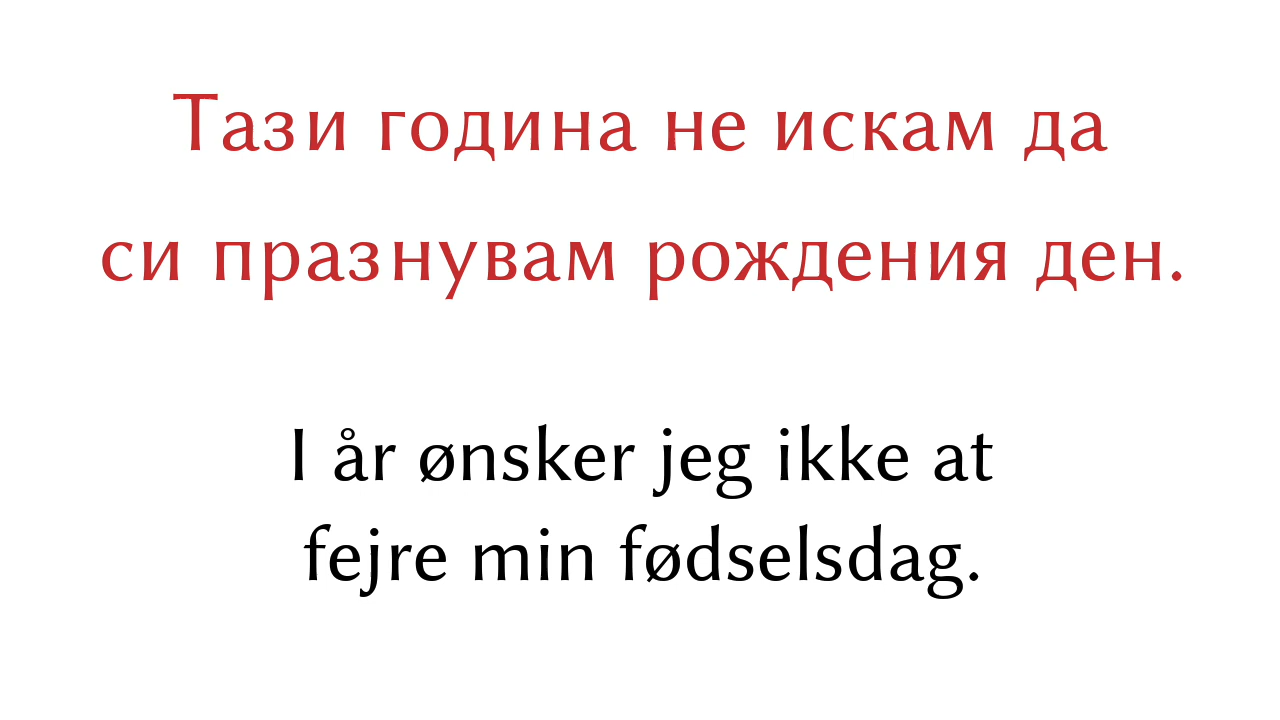 Тази година не искам да
си празнувам рождения ден.
I år ønsker jeg ikke at
fejre min fødselsdag.